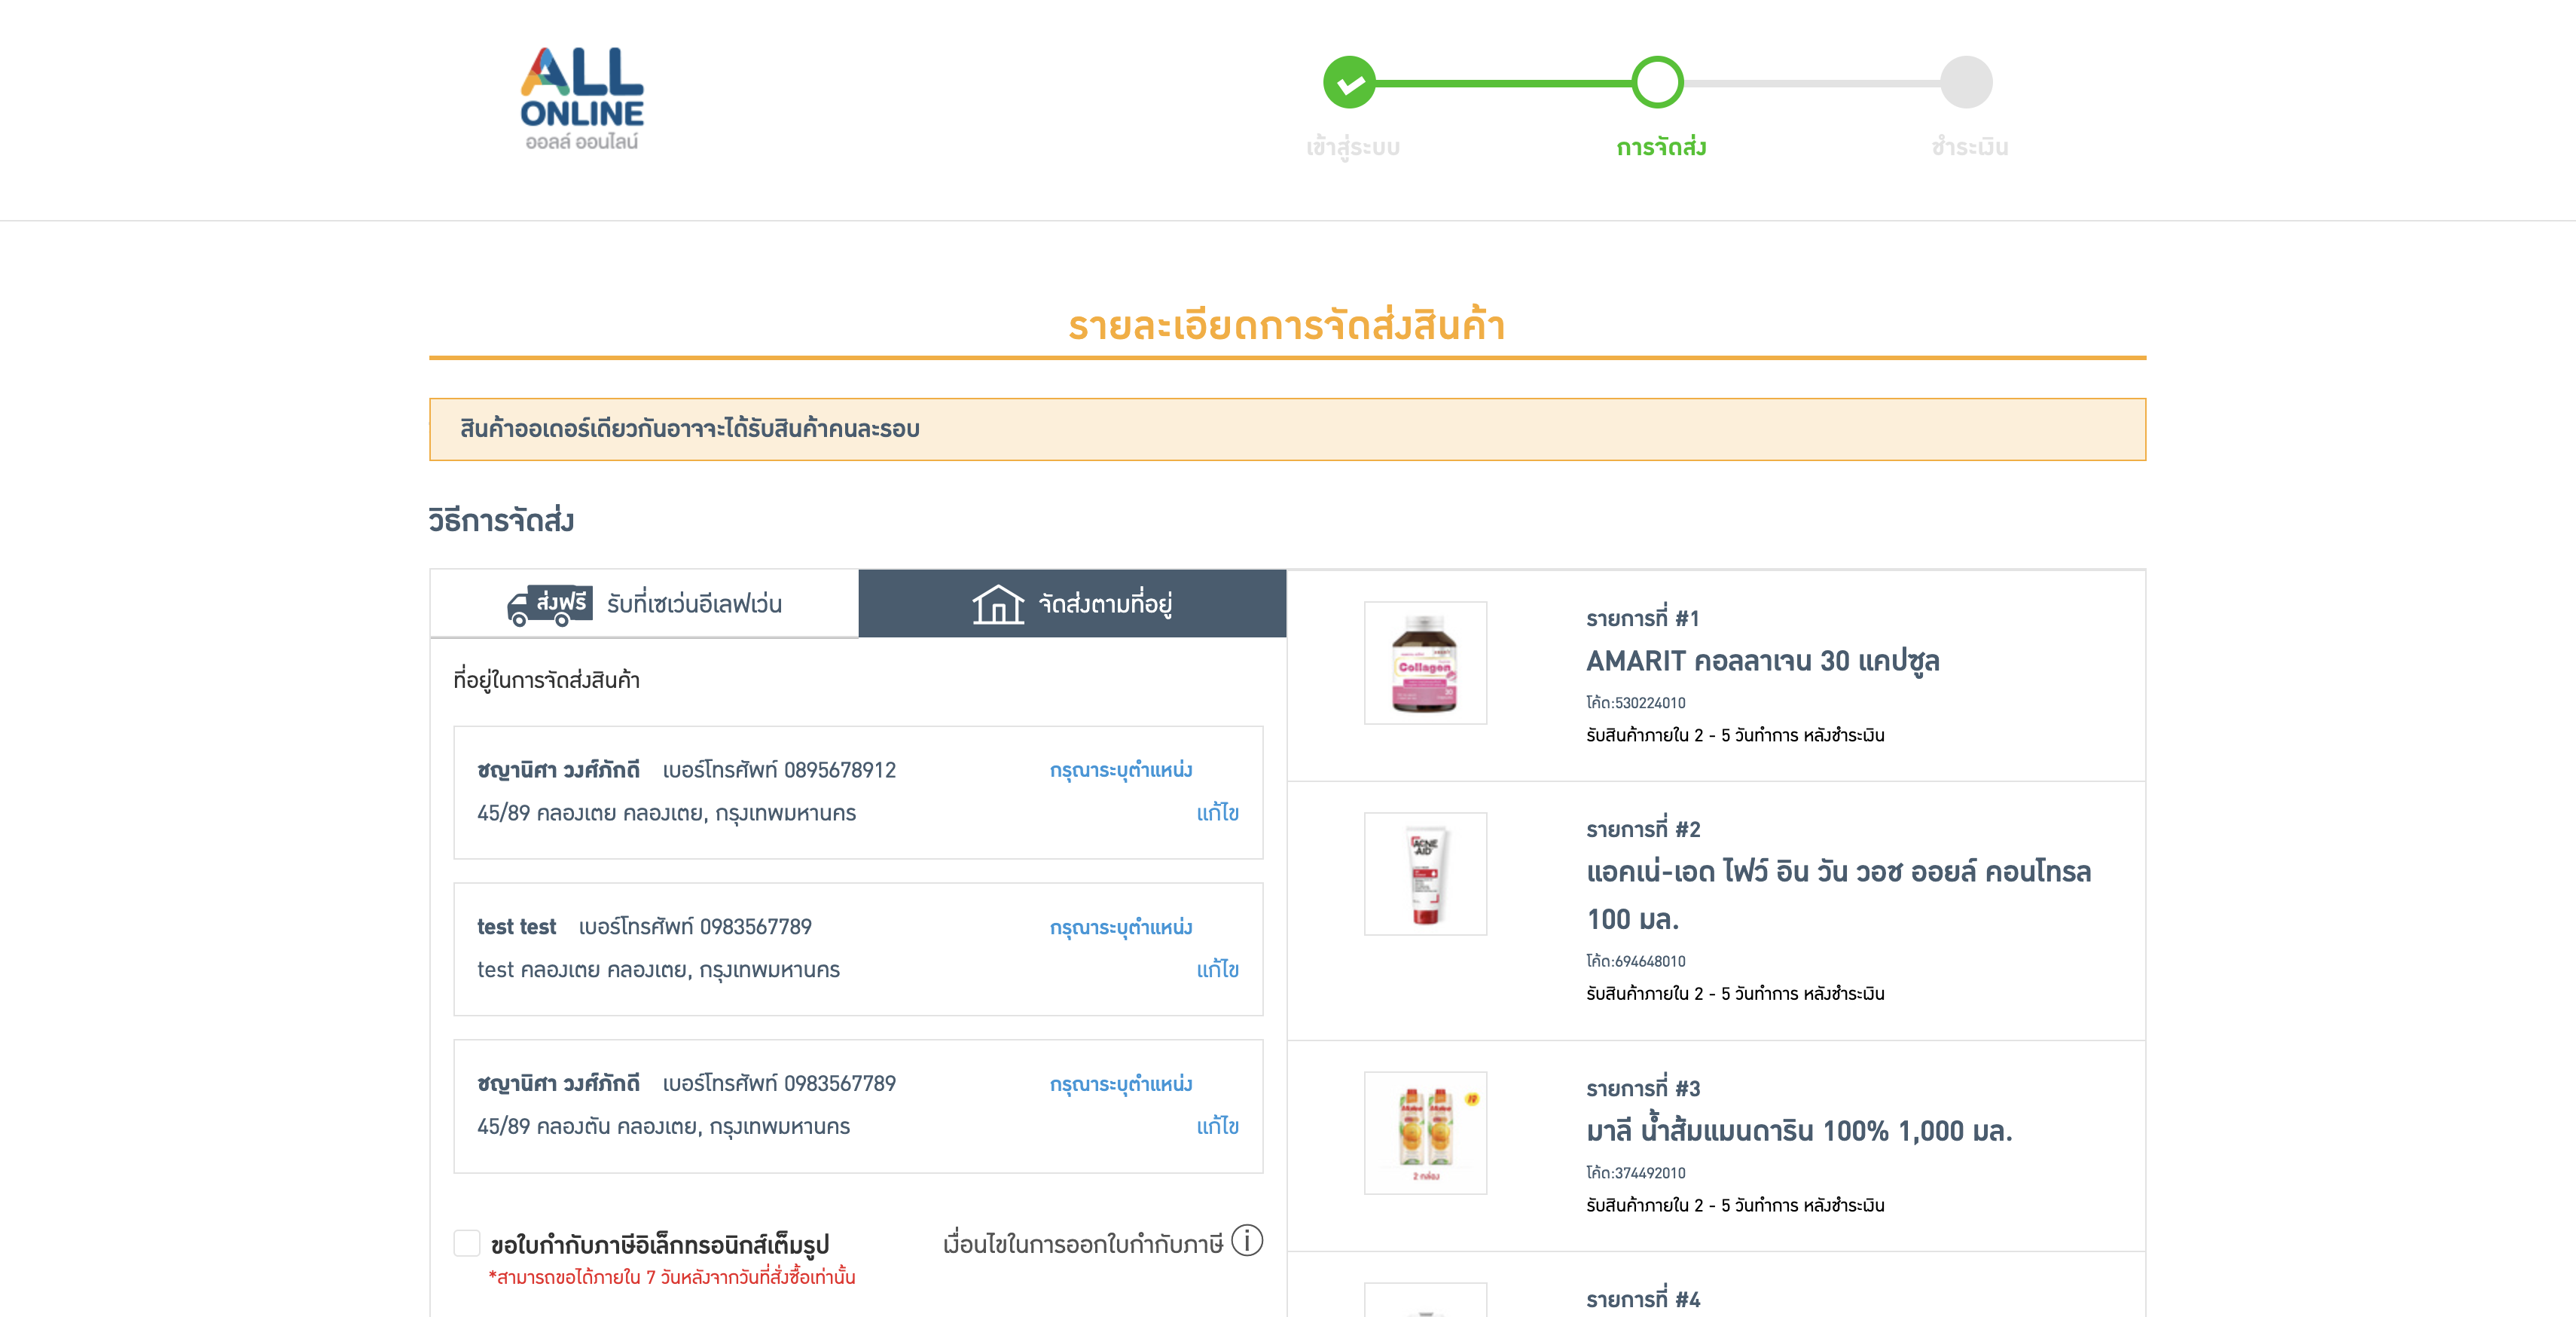 ALL
ONLINE
ออลล์ ออนไลน์
เข้าสู่ระบบ
การจัดส่ง
ชำระเงิน
รายละเอียดการจัดส่งสินค้า
สินค้าออเดอร์เดียวกันอาจจะได้รับสินค้าคนละรอบ
วิธีการจัดส่ง
ส่งฟรี รับที่เซเว่นอีเลฟเว่น
จัดส่งตามที่อยู่
ที่อยู่ในการจัดส่งสินค้า
ชญานิศา วงศ์ภักดี เบอร์โทรศัพท์ 0895678912 กรุณาระบุตำแหน่ง
45/89 คลองเตย คลองเตย, กรุงเทพมหานคร แก้ไข
test test เบอร์โทรศัพท์ 0983567789 กรุณาระบุตำแหน่ง
test คลองเตย คลองเตย, กรุงเทพมหานคร แก้ไข
ชญานิศา วงศ์ภักดี เบอร์โทรศัพท์ 0983567789 กรุณาระบุตำแหน่ง
45/89 คลองตัน คลองเตย, กรุงเทพมหานคร แก้ไข
ขอใบกำกับภาษีอิเล็กทรอนิกส์เต็มรูป เงื่อนไขในการออกใบกำกับภาษี
*สามารถขอได้ภายใน 7 วันหลังจากวันที่สั่งซื้อเท่านั้น
Collagen
รายการที่ #1
AMARIT คอลลาเจน 30 แคปซูล
โค้ด:530224010
รับสินค้าภายใน 2 - 5 วันทำการ หลังชำระเงิน
ACNE
-AID
รายการที่ #2
แอคเน่-เอด ไฟว์ อิน วัน วอช ออยล์ คอนโทรล
100 มล.
โค้ด:694648010
รับสินค้าภายใน 2 - 5 วันทำการ หลังชำระเงิน
2 กล่อง
รายการที่ #3
มาลี น้ำส้มแมนดาริน 100% 1,000 มล.
โค้ด:374492010
รับสินค้าภายใน 2 - 5 วันทำการ หลังชำระเงิน
รายการที่ #4